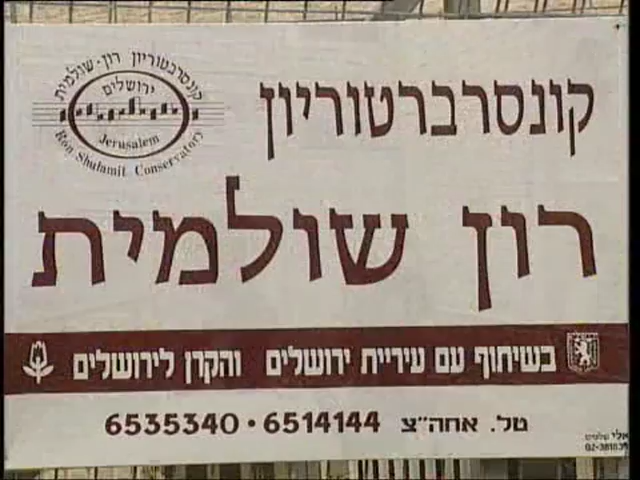 קונסרבטוריון רון-שולמית
ירושלים
Jerusalem
Ron Shulamit Conservatory
קונסרברטוריון
רון שולמית
בשיתוף עם עיריית ירושלים והקרן לירושלים
טל. אחה"צ 6514144 • 6535340